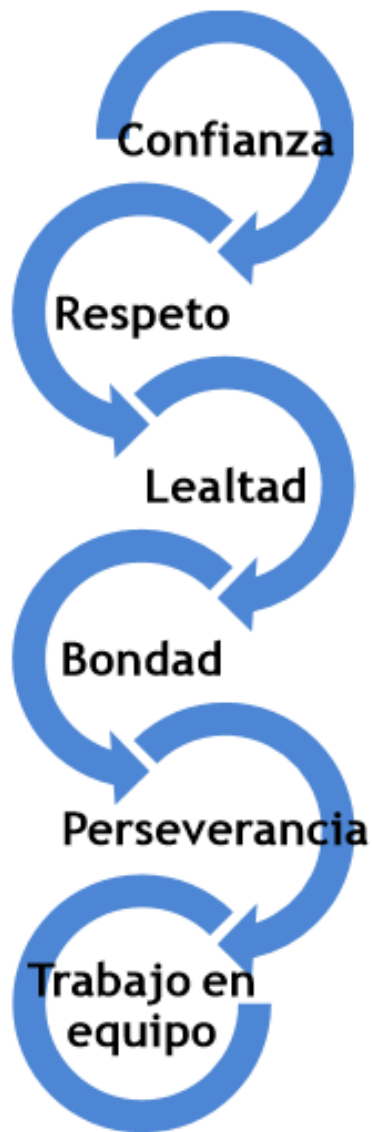 Confianza
Respeto
Lealtad
Bondad
Perseverancia
Trabajo en
equipo